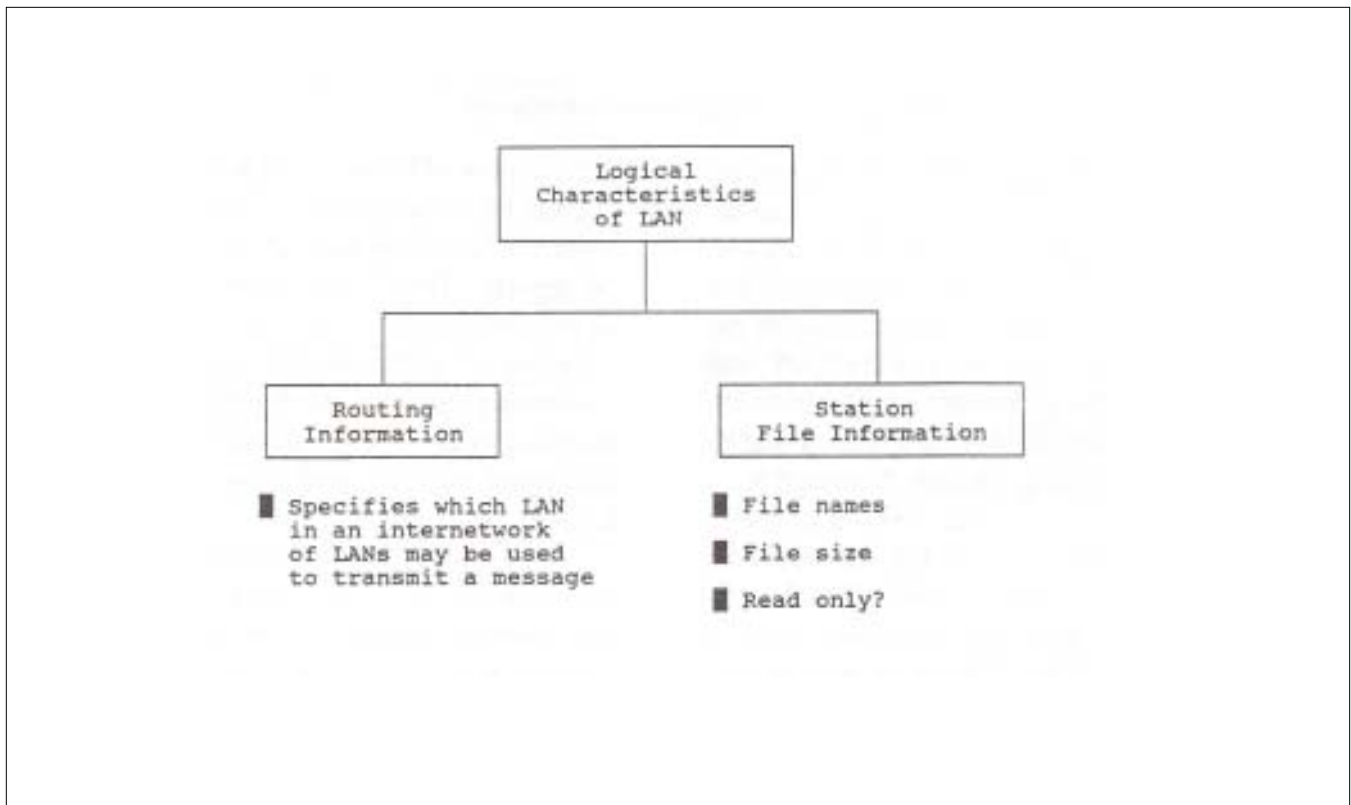 Logical
Characteristics
of LAN
Routing
Information
Specifies which LAN
in an internetwork
of LANs may be used
to transmit a message
Station
File Information
File names
File size
Read only?